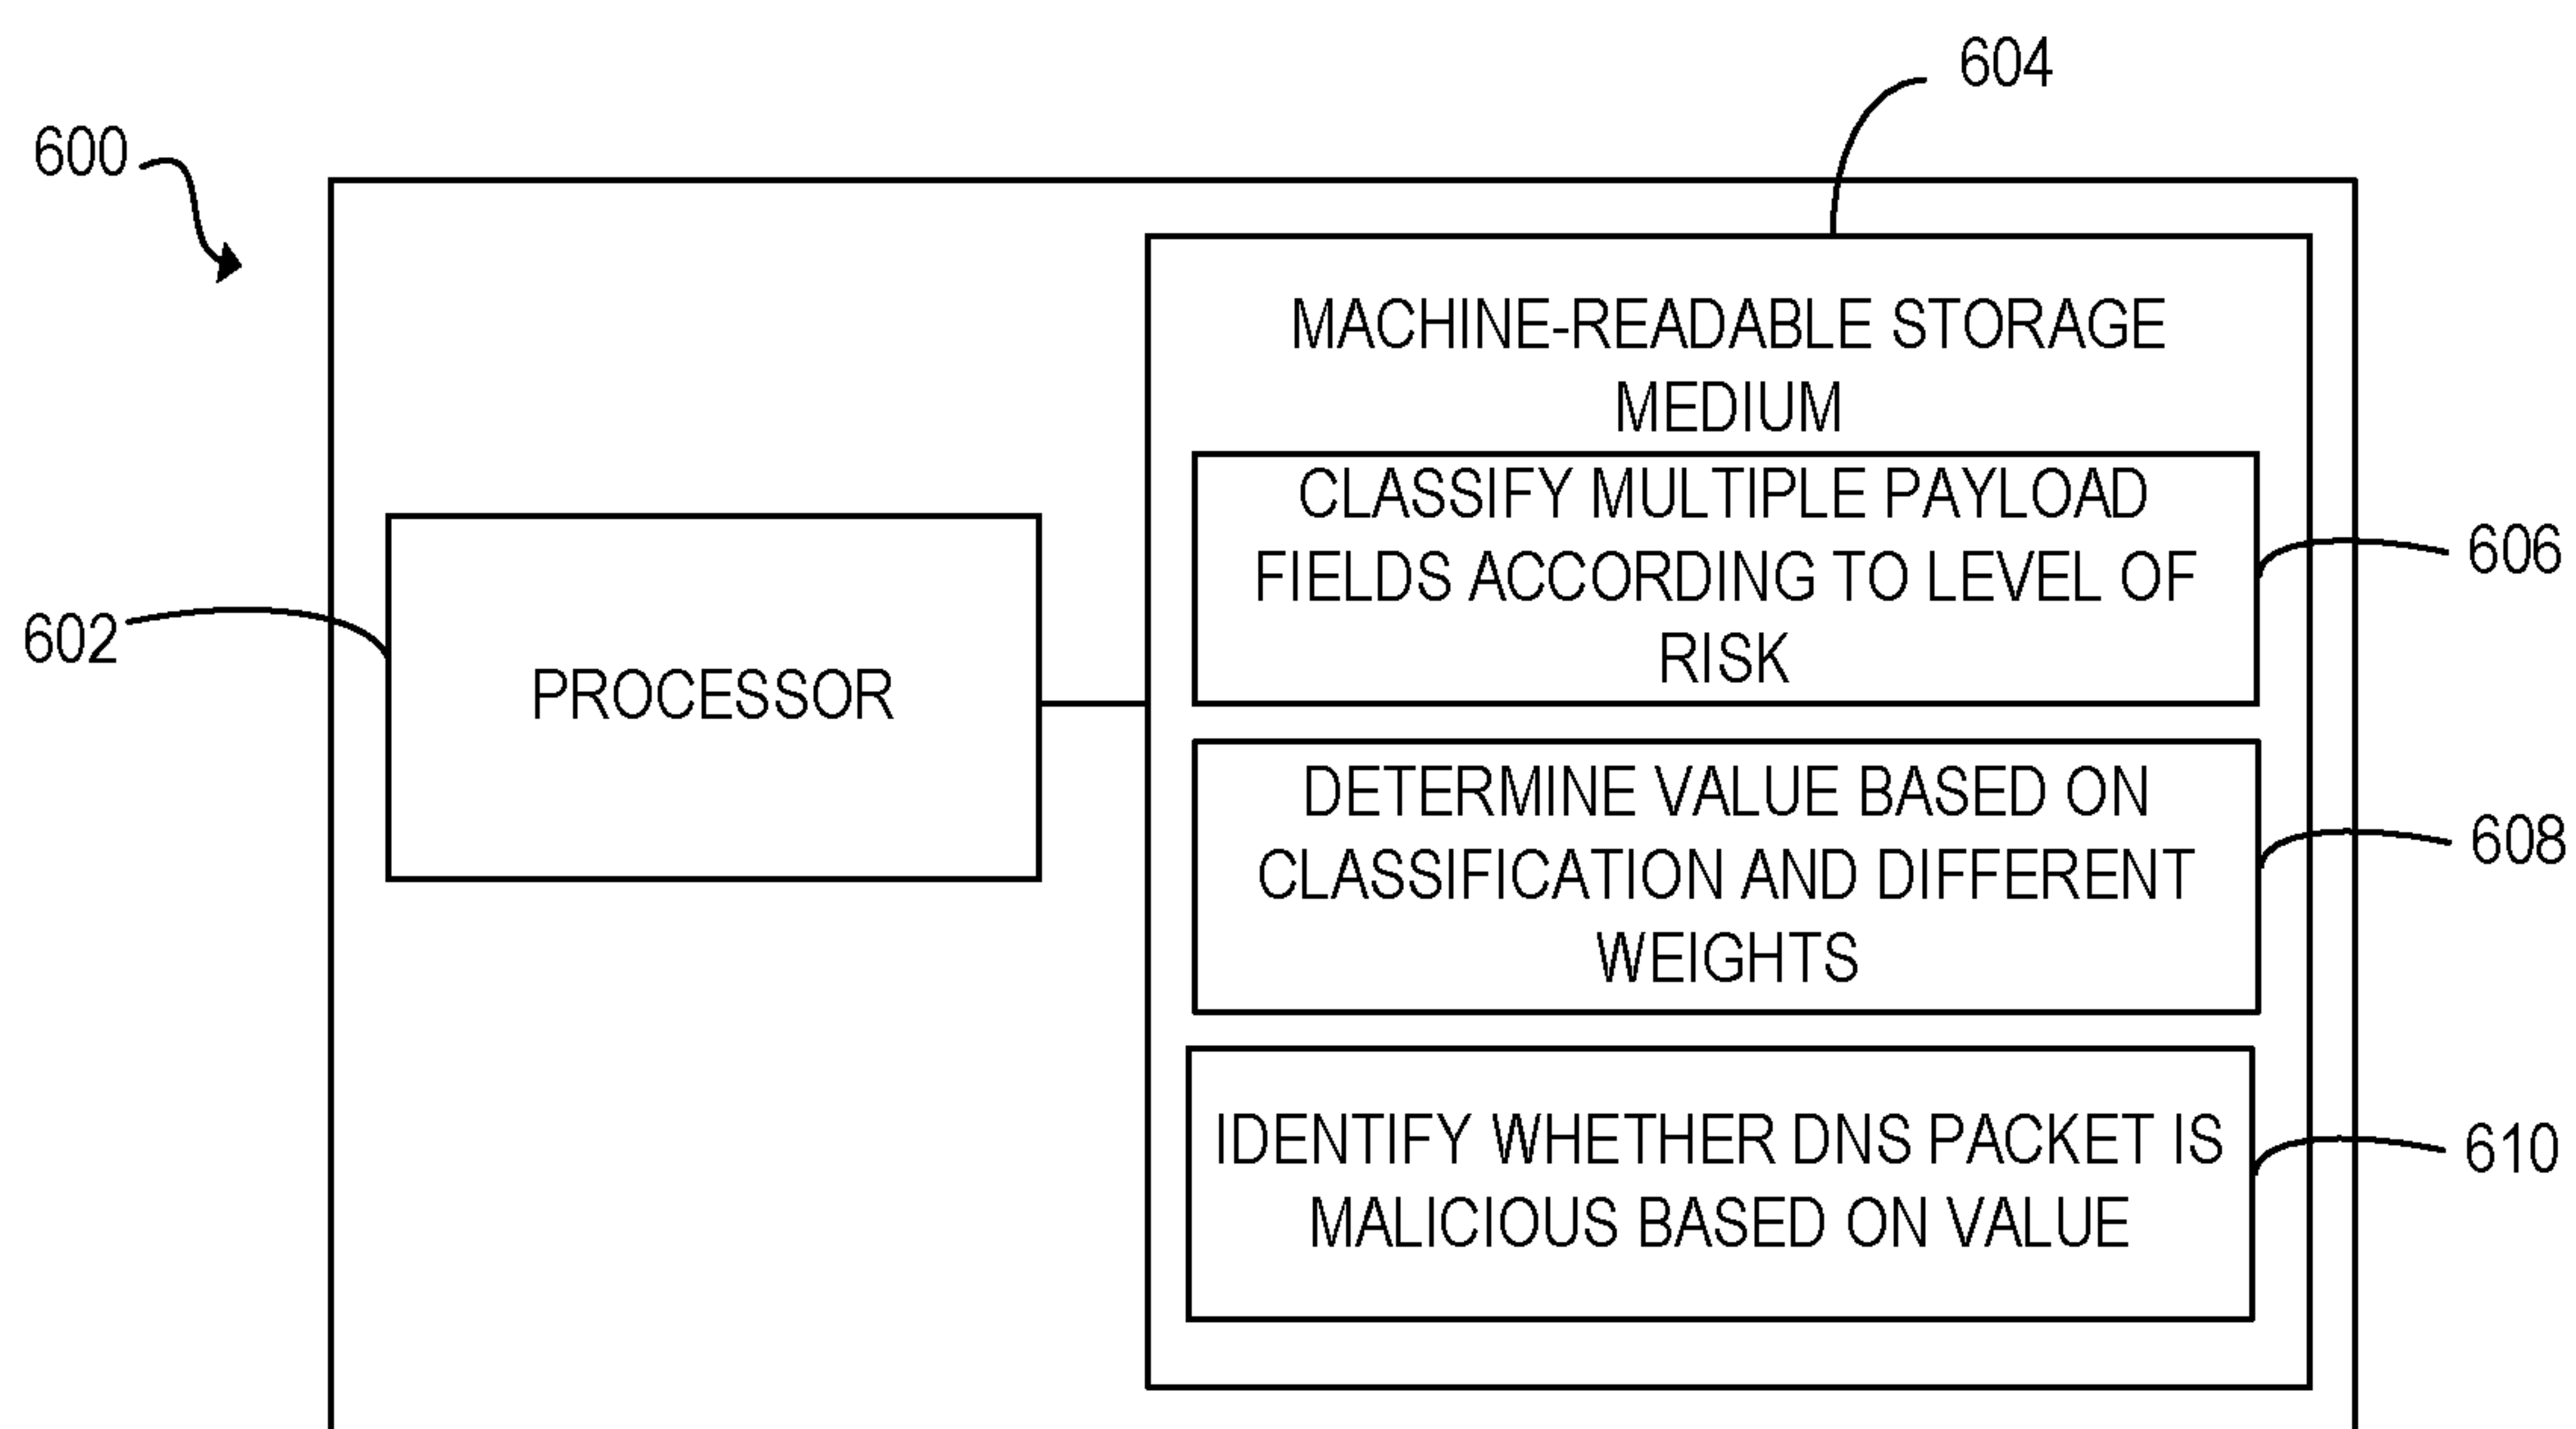 604
600
MACHINE-READABLE STORAGE
MEDIUM
CLASSIFY MULTIPLE PAYLOAD
FIELDS ACCORDING TO LEVEL OF
RISK
606
602
PROCESSOR
DETERMINE VALUE BASED ON
CLASSIFICATION AND DIFFERENT
WEIGHTS
608
IDENTIFY WHETHER DNS PACKET IS
MALICIOUS BASED ON VALUE
610